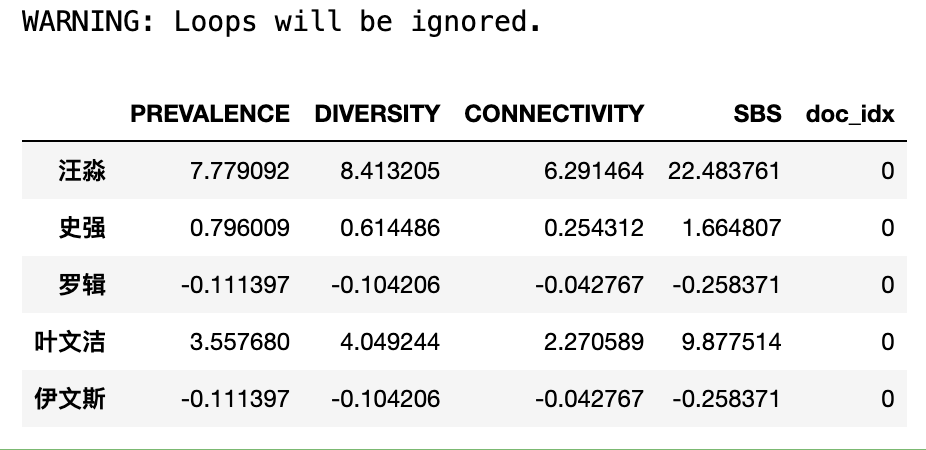 WARNING: Loops will be ignored.
PREVALENCE DIVERSITY CONNECTIVITY SBS doc_idx
汪淼 7.779092 8.413205 6.291464 22.483761 0
史强 0.796009 0.614486 0.254312 1.664807 0
罗辑 -0.111397 -0.104206 -0.042767 -0.258371 0
叶文洁 3.557680 4.049244 2.270589 9.877514 0
伊文斯 -0.111397 -0.104206 -0.042767 -0.258371 0